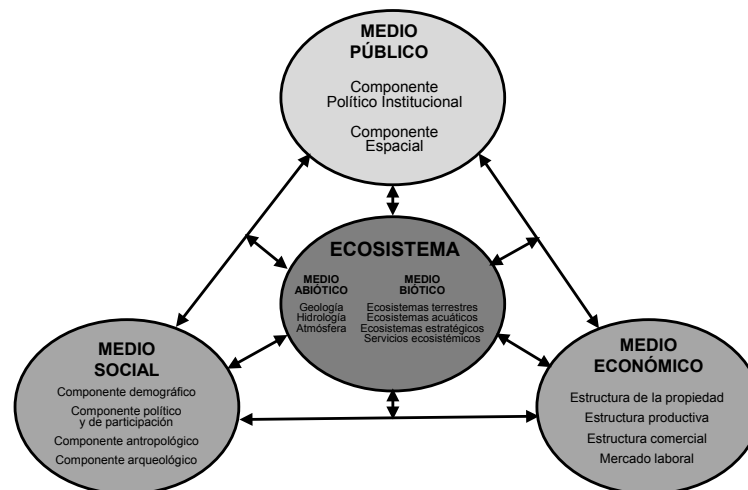 MEDIO
PÚBLICO
Componente
Político Institucional
Componente
Espacial
ECOSISTEMA
MEDIO
ABIÓTICO
Geología
Hidrología
Atmósfera
MEDIO
BIÓTICO
Ecosistemas terrestres
Ecosistemas acuáticos
Ecosistemas estratégicos
Servicios ecosistémicos
MEDIO
SOCIAL
Componente demográfico
Componente político
y de participación
Componente antropológico
Componente arqueológico
MEDIO
ECONÓMICO
Estructura de la propiedad
Estructura productiva
Estructura comercial
Mercado laboral